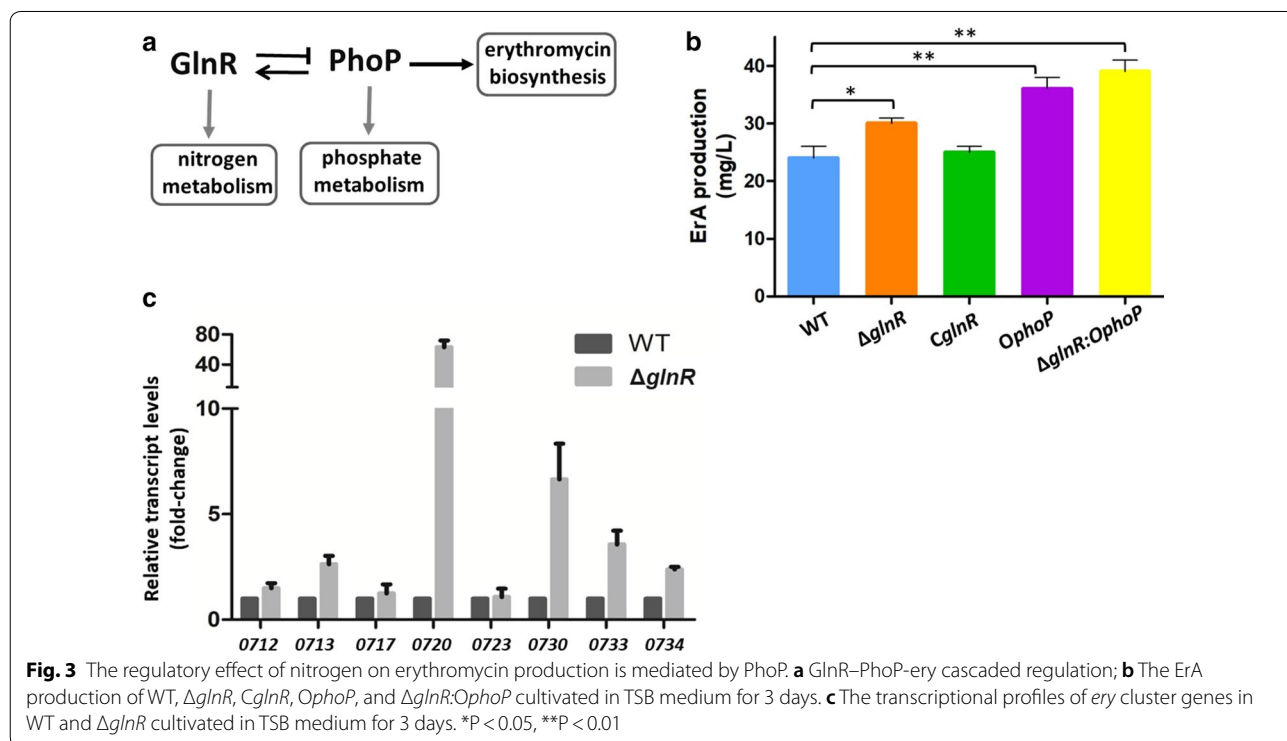 a
GlnR
PhoP
erythromycin
biosynthesis
nitrogen
metabolism
phosphate
metabolism
b
ErA production
(mg/L)
40
30
20
10
0
**
**
*
WT
ΔglnR
CglnR
OphoP
ΔglnR:OphoP
c
Relative transcript levels
(fold-change)
80
40
10
5
0
WT
ΔglnR
0712
0713
0717
0720
0723
0730
0733
0734
Fig. 3 The regulatory effect of nitrogen on erythromycin production is mediated by PhoP. a GlnR–PhoP-ery cascaded regulation; b The ErA
production of WT, ΔglnR, CglnR, OphoP, and ΔglnR:OphoP cultivated in TSB medium for 3 days. c The transcriptional profiles of ery cluster genes in
WT and ΔglnR cultivated in TSB medium for 3 days. *P < 0.05, **P < 0.01